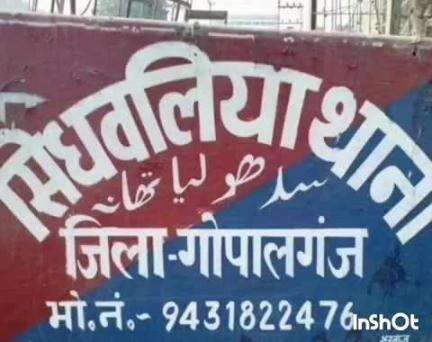 सिधवलिया थाना
سدھولیا تھانہ
जिला-गोपालगंज
मो.नं.- 9431822476
InShOt